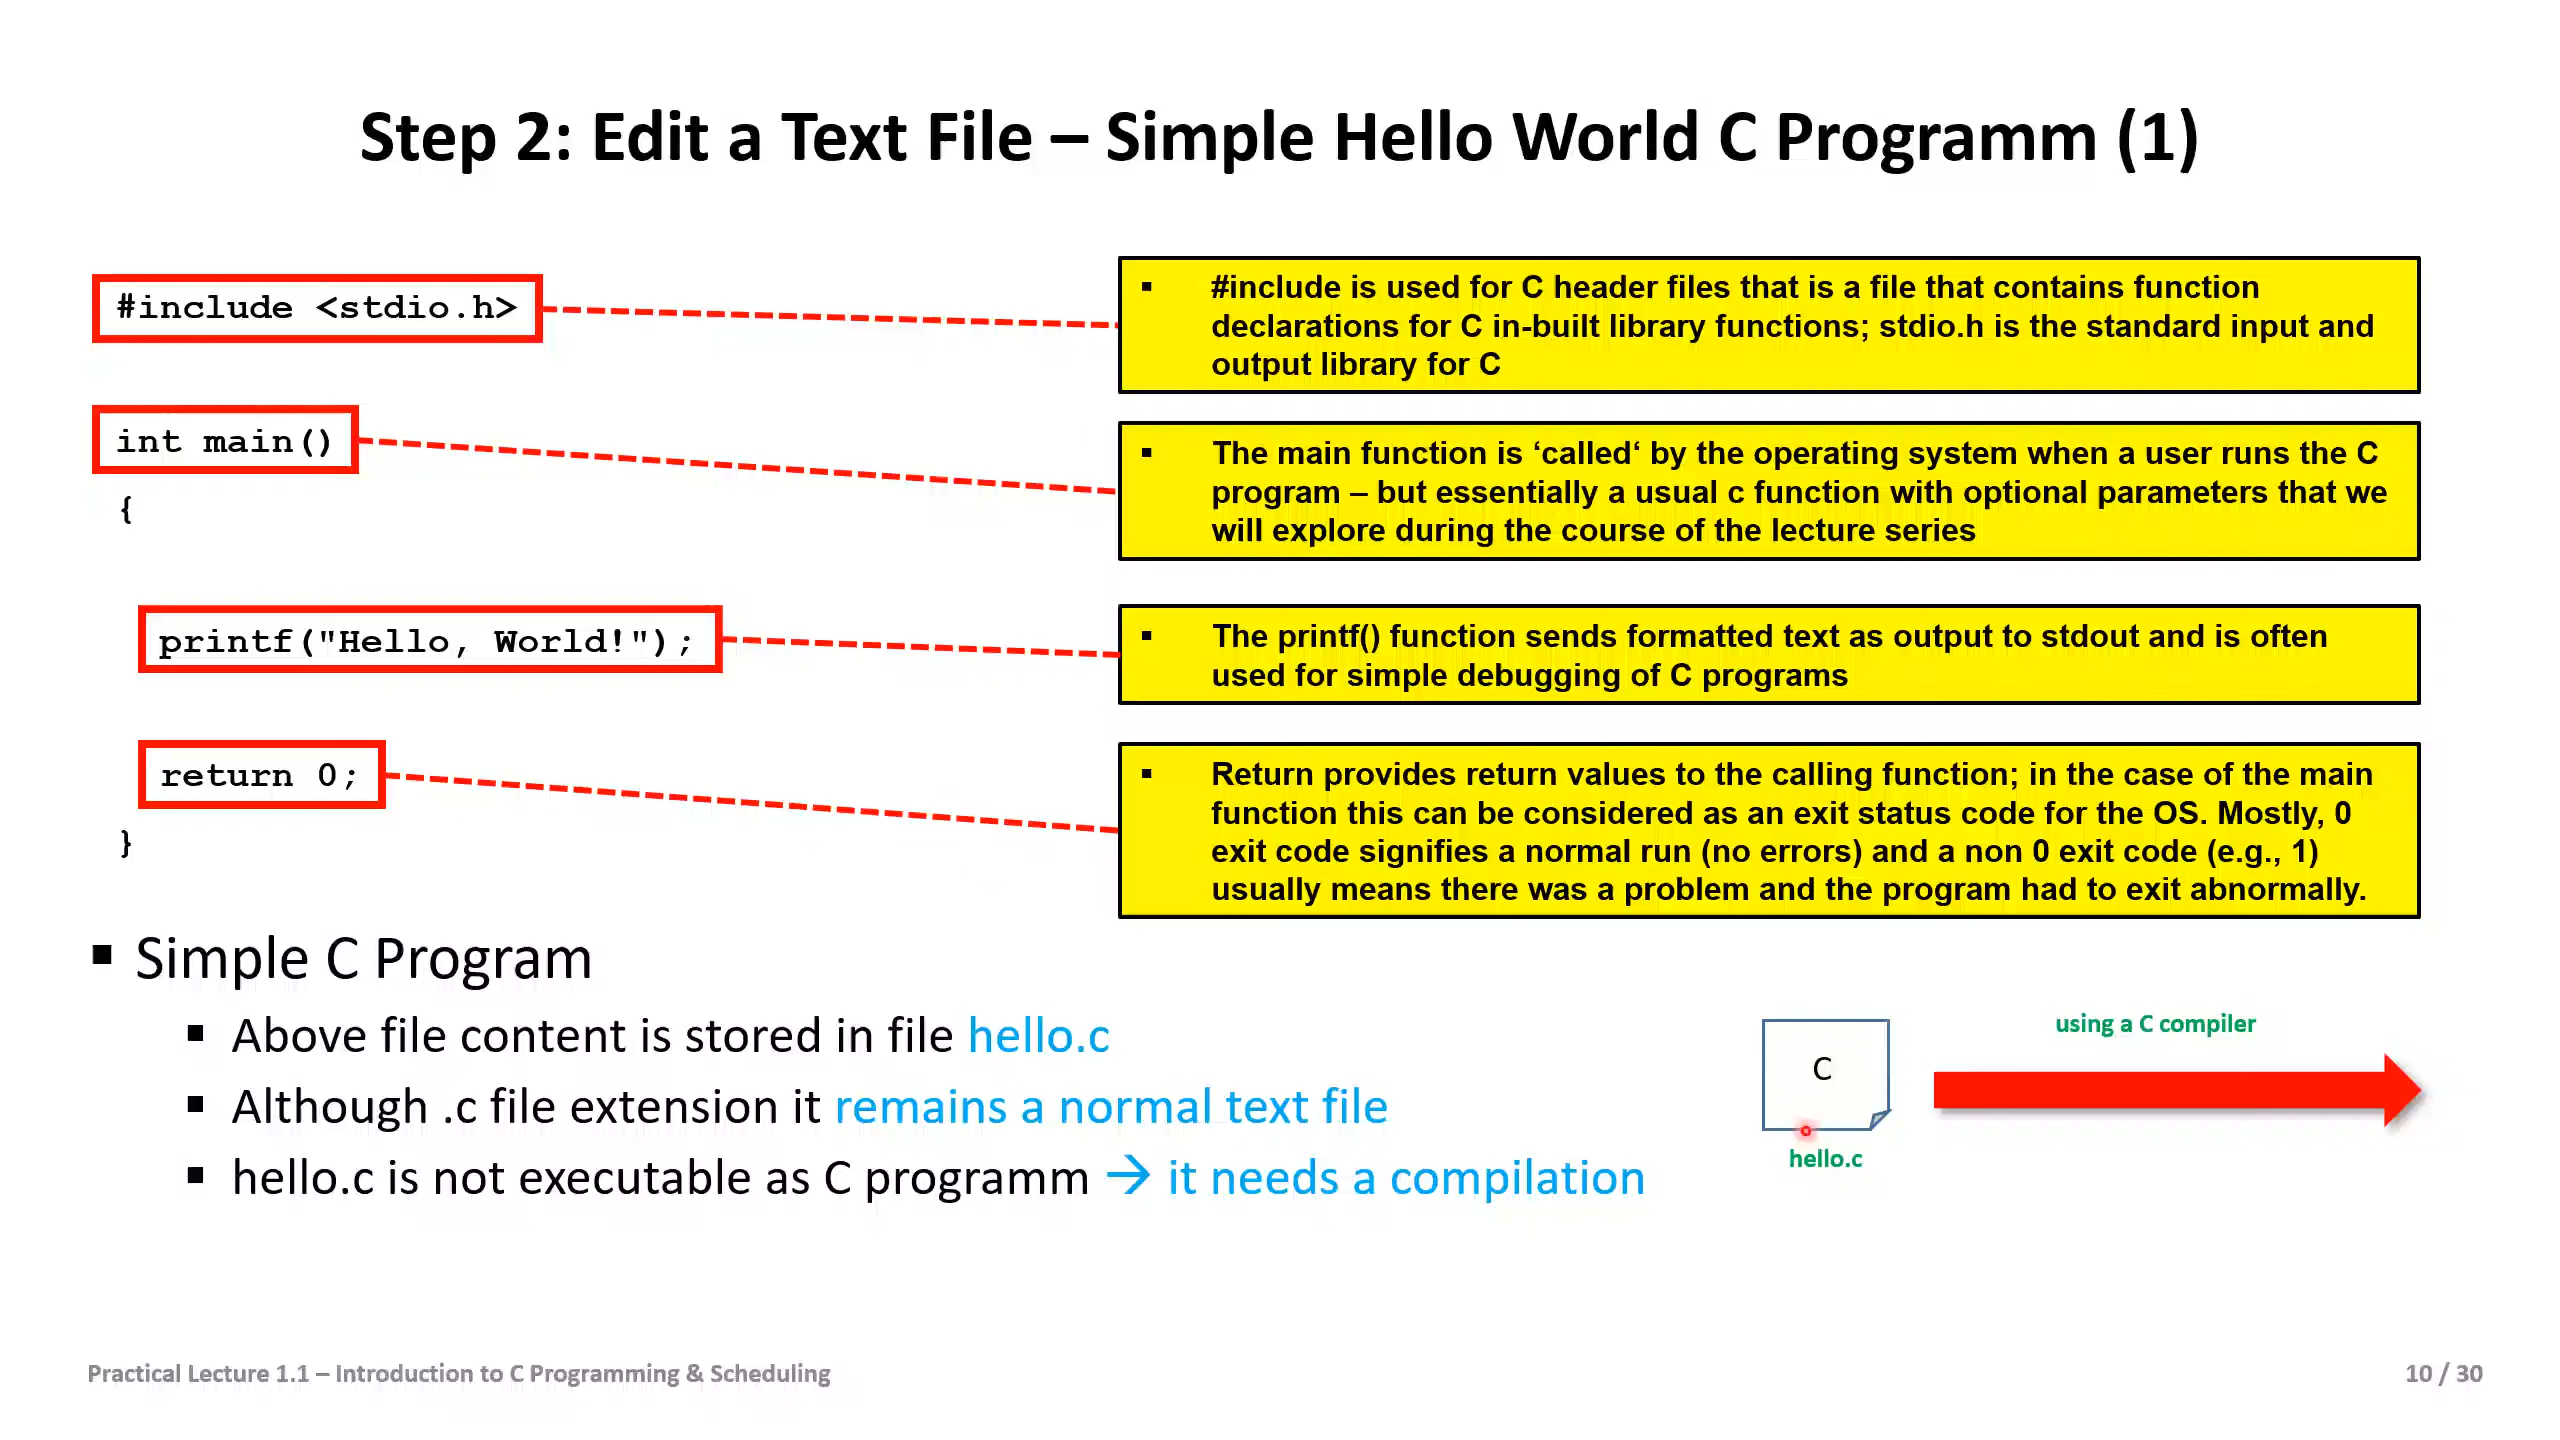 Step 2: Edit a Text File – Simple Hello World C Programm (1)
#include <stdio.h>
#include is used for C header files that is a file that contains function
declarations for C in-built library functions; stdio.h is the standard input and
output library for C
int main()
{
The main function is ‘called‘ by the operating system when a user runs the C
program – but essentially a usual c function with optional parameters that we
will explore during the course of the lecture series
printf("Hello, World!");
The printf() function sends formatted text as output to stdout and is often
used for simple debugging of C programs
return 0;
}
Return provides return values to the calling function; in the case of the main
function this can be considered as an exit status code for the OS. Mostly, 0
exit code signifies a normal run (no errors) and a non 0 exit code (e.g., 1)
usually means there was a problem and the program had to exit abnormally.
▪ Simple C Program
▪ Above file content is stored in file hello.c
▪ Although .c file extension it remains a normal text file
▪ hello.c is not executable as C programm → it needs a compilation
using a C compiler
C
hello.c
Practical Lecture 1.1 – Introduction to C Programming & Scheduling
10 / 30